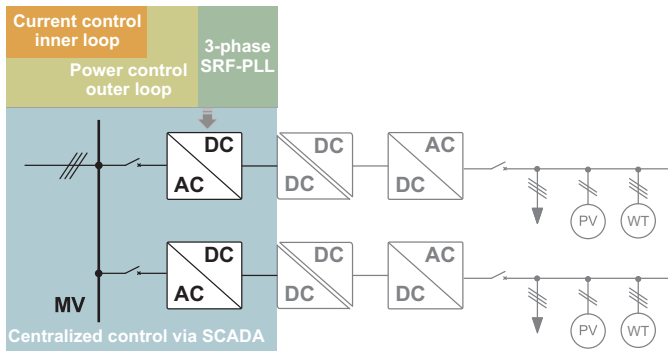 Current control
inner loop
3-phase
SRF-PLL
Power control
outer loop
DC
AC
DC
DC
AC
DC
PV
WT
DC
AC
DC
DC
AC
DC
PV
WT
MV
Centralized control via SCADA